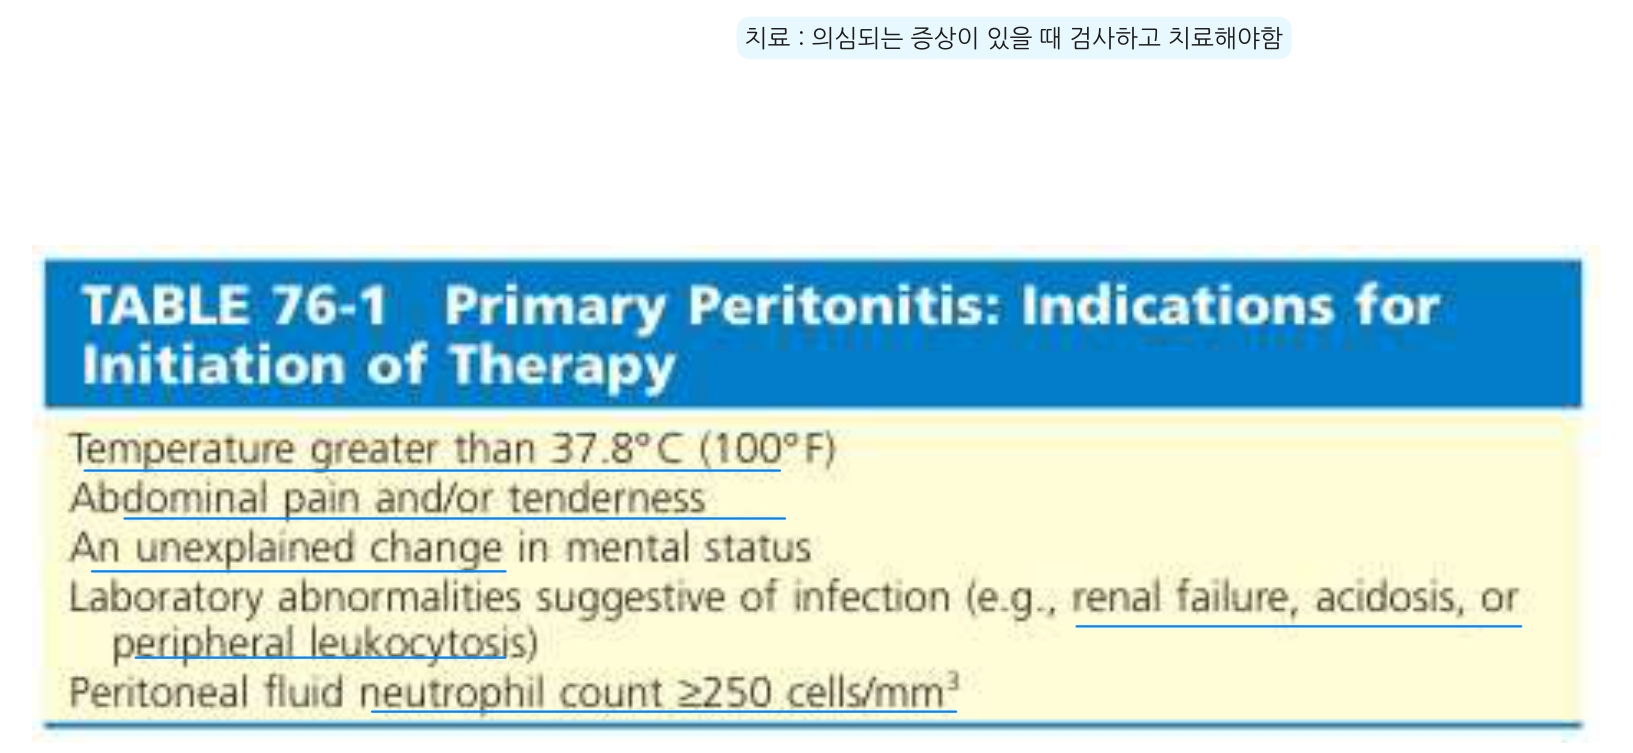 치료 : 의심되는 증상이 있을 때 검사하고 치료해야함
TABLE 76-1 Primary Peritonitis: Indications for
Initiation of Therapy
Temperature greater than 37.8°C (100°F)
Abdominal pain and/or tenderness
An unexplained change in mental status
Laboratory abnormalities suggestive of infection (e.g., renal failure, acidosis, or
peripheral leukocytosis)
Peritoneal fluid neutrophil count ≥250 cells/mm³